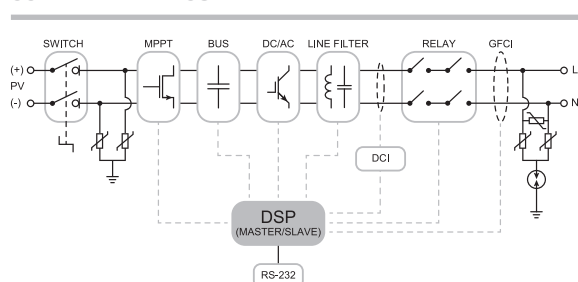 SWITCH MPPT BUS DC/AC LINE FILTER RELAY GFCI
(+) L
PV
(-) N
DCI
DSP
(MASTER/SLAVE)
RS-232